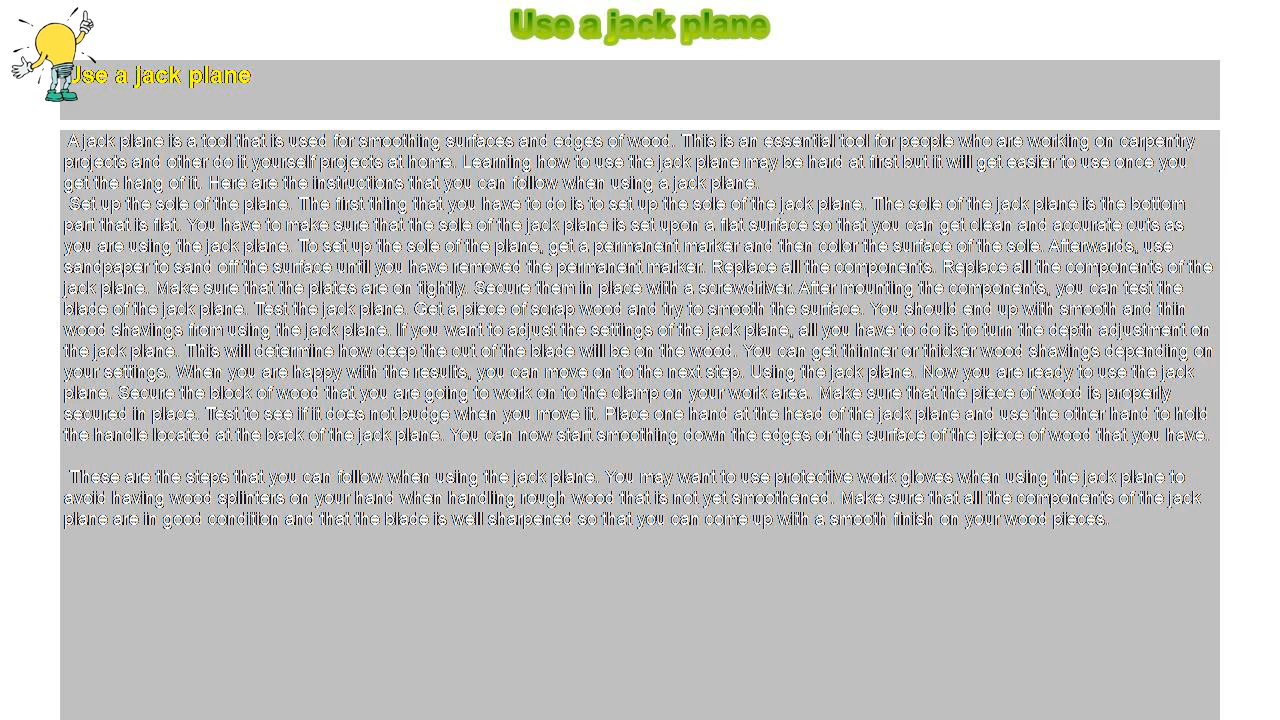 Use a jack plane
Use a jack plane
A jack plane is a tool that is used for smoothing surfaces and edges of wood. This is an essential tool for people who are working on carpentry
projects and other do it yourself projects at home. Learning how to use the jack plane may be hard at first but it will get easier to use once you
get the hang of it. Here are the instructions that you can follow when using a jack plane.
Set up the sole of the plane. The first thing that you have to do is to set up the sole of the jack plane. The sole of the jack plane is the bottom
part that is flat. You have to make sure that the sole of the jack plane is set upon a flat surface so that you can get clean and accurate cuts as
you are using the jack plane. To set up the sole of the plane, get a permanent marker and then color the surface of the sole. Afterwards, use
sandpaper to sand off the surface until you have removed the permanent marker. Replace all the components. Replace all the components of the
jack plane. Make sure that the plates are on tightly. Secure them in place with a screwdriver. After mounting the components, you can test the
blade of the jack plane. Test the jack plane. Get a piece of scrap wood and try to smooth the surface. You should end up with smooth and thin
wood shavings from using the jack plane. If you want to adjust the settings of the jack plane, all you have to do is to turn the depth adjustment on
the jack plane. This will determine how deep the cut of the blade will be on the wood. You can get thinner or thicker wood shavings depending on
your settings. When you are happy with the results, you can move on to the next step. Using the jack plane. Now you are ready to use the jack
plane. Secure the block of wood that you are going to work on to the clamp on your work area. Make sure that the piece of wood is properly
secured in place. Test to see if it does not budge when you move it. Place one hand at the head of the jack plane and use the other hand to hold
the handle located at the back of the jack plane. You can now start smoothing down the edges or the surface of the piece of wood that you have.
These are the steps that you can follow when using the jack plane. You may want to use protective work gloves when using the jack plane to
avoid having wood splinters on your hand when handling rough wood that is not yet smoothened. Make sure that all the components of the jack
plane are in good condition and that the blade is well sharpened so that you can come up with a smooth finish on your wood pieces.